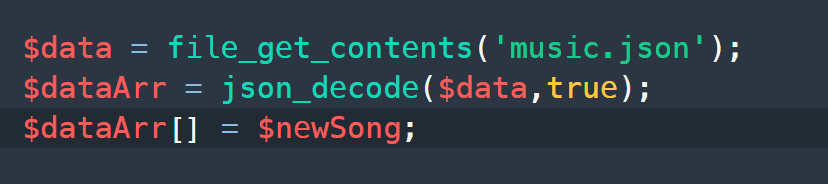 $data = file_get_contents('music.json');
$dataArr = json_decode($data,true);
$dataArr[] = $newSong;